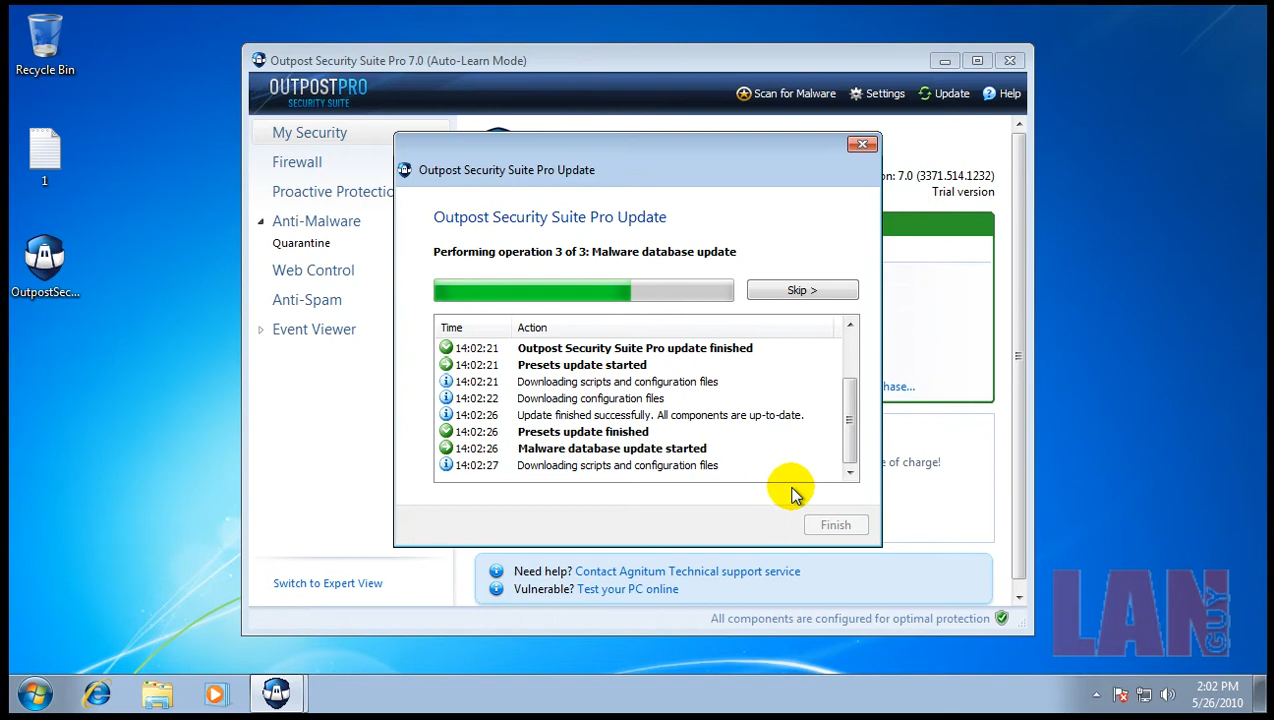 Recycle Bin
1
OutpostSec...
Outpost Security Suite Pro 7.0 (Auto-Learn Mode)
OUTPOSTPRO
SECURITY SUITE
Scan for Malware
Settings
Update
Help
My Security
Firewall
Proactive Protectio
Anti-Malware
Quarantine
Web Control
Anti-Spam
Event Viewer
Switch to Expert View
on: 7.0 (3371.514.1232)
Trial version
hase...
e of charge!
Outpost Security Suite Pro Update
Outpost Security Suite Pro Update
Performing operation 3 of 3: Malware database update
Skip >
Time Action
14:02:21 Outpost Security Suite Pro update finished
14:02:21 Presets update started
14:02:21 Downloading scripts and configuration files
14:02:22 Downloading configuration files
14:02:26 Update finished successfully. All components are up-to-date.
14:02:26 Presets update finished
14:02:26 Malware database update started
14:02:27 Downloading scripts and configuration files
Finish
Need help? Contact Agnitum Technical support service
Vulnerable? Test your PC online
All components are configured for optimal protection
LAN GUY
2:02 PM
5/26/2010